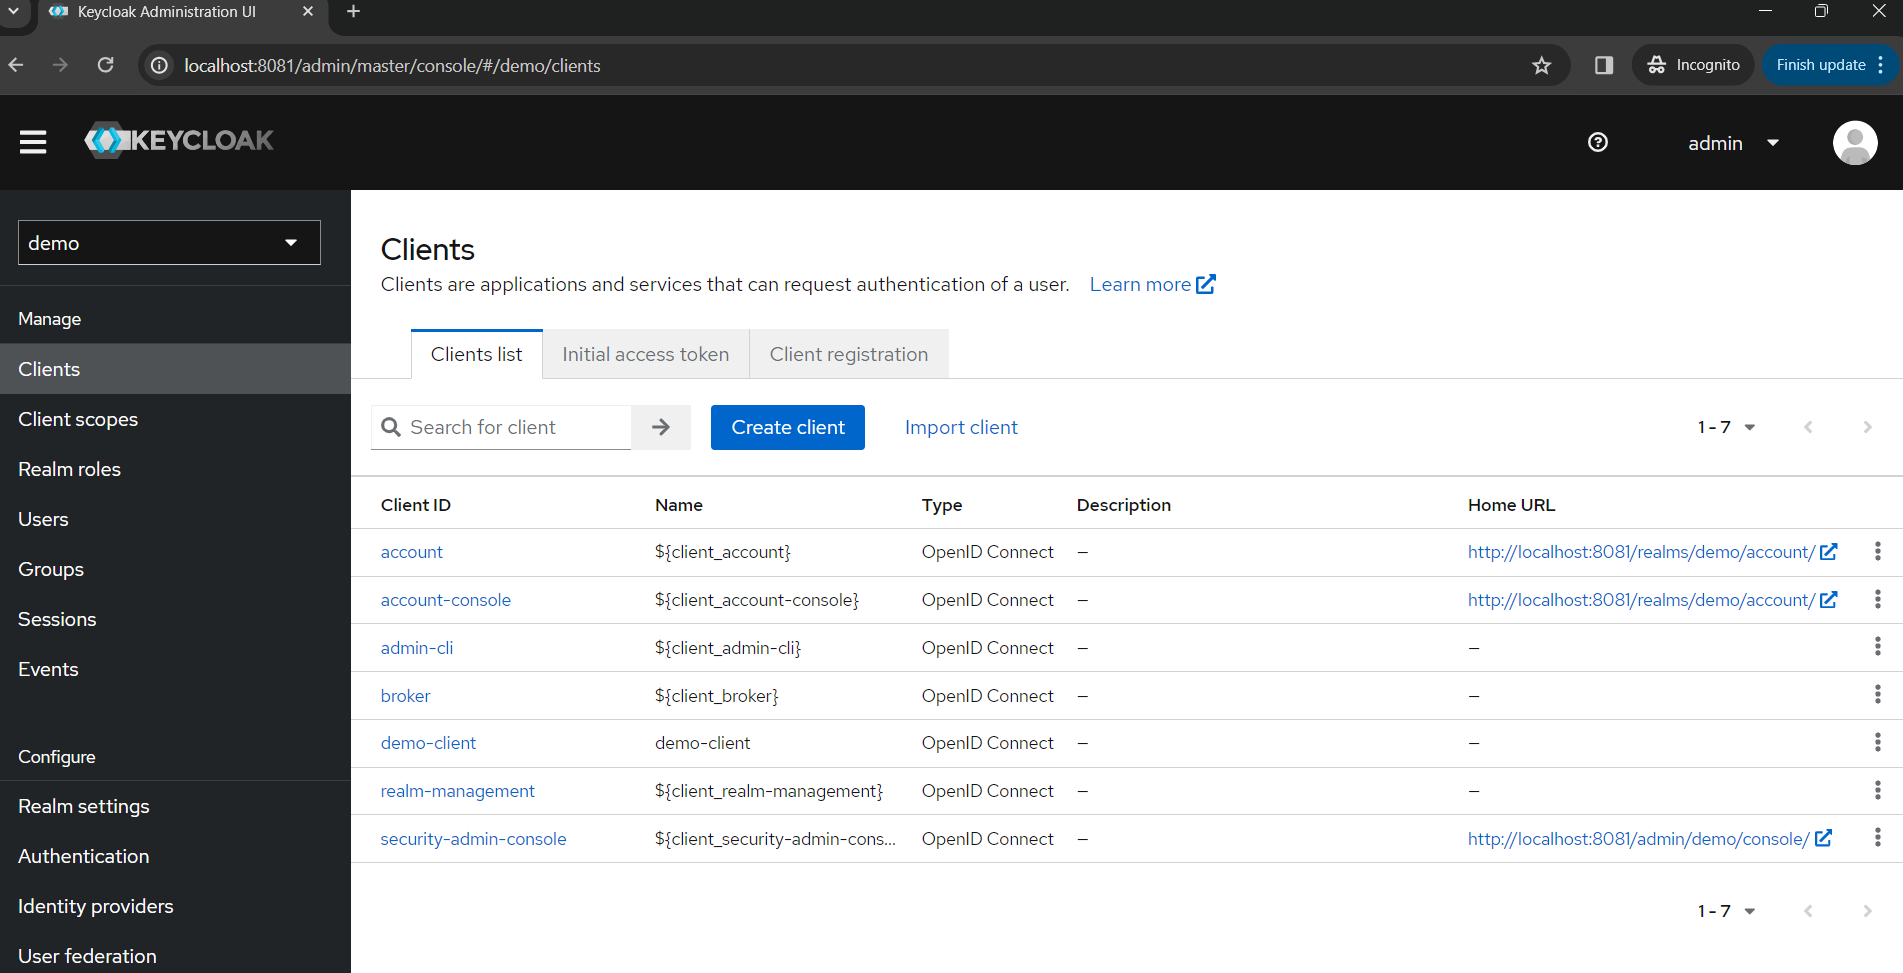 Keycloak Administration UI
localhost:8081/admin/master/console/#/demo/clients
Incognito
Finish update
KEYCLOAK
admin
demo
Manage
Clients
Client scopes
Realm roles
Users
Groups
Sessions
Events
Configure
Realm settings
Authentication
Identity providers
User federation
Clients
Clients are applications and services that can request authentication of a user. Learn more
Clients list Initial access token Client registration
Search for client Create client Import client 1 - 7
Client ID Name Type Description Home URL
account ${client_account} OpenID Connect – http://localhost:8081/realms/demo/account/
account-console ${client_account-console} OpenID Connect – http://localhost:8081/realms/demo/account/
admin-cli ${client_admin-cli} OpenID Connect – –
broker ${client_broker} OpenID Connect – –
demo-client demo-client OpenID Connect – –
realm-management ${client_realm-management} OpenID Connect – –
security-admin-console ${client_security-admin-cons... OpenID Connect – http://localhost:8081/admin/demo/console/
1 - 7